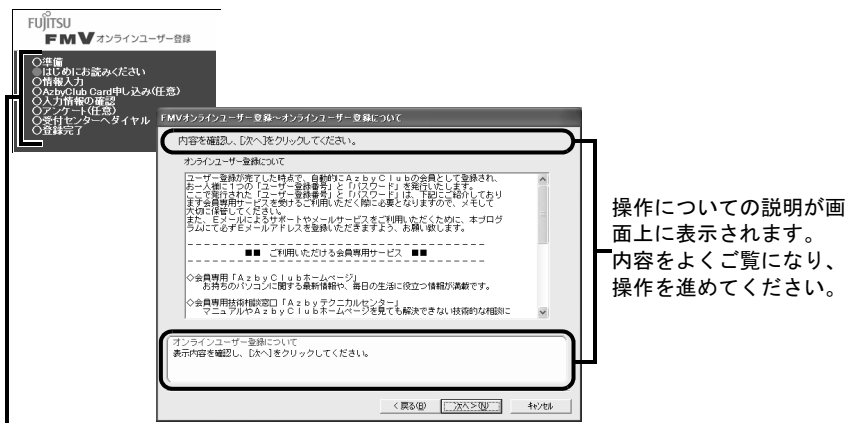 FUJITSU
FMV オンラインユーザー登録
○準備
●はじめにお読みください
○情報入力
○AzbyClub Card申し込み(任意)
○入力情報の確認
○アンケート(任意)
○受付センターへダイヤル
○登録完了
FMVオンラインユーザー登録～オンラインユーザー登録について
内容を確認し、[次へ]をクリックしてください。
オンラインユーザー登録について
ユーザー登録が完了した時点で、自動的にAzbyClubの会員として登録され、
お一人様に1つの「ユーザー登録番号」と「パスワード」を発行いたします。
ここで発行された「ユーザー登録番号」と「パスワード」は、下記にご紹介しており
ます会員専用サービスを受けるご利用いただく際に必要となりますので、メモして
大切に保管してください。
また、Eメールによるサポートやメールサービスをご利用いただくために、本プログ
ラムにて必ずEメールアドレスを登録いただきますよう、お願い致します。
■■ ご利用いただける会員専用サービス ■■
◇会員専用「AzbyClubホームページ」
お持ちのパソコンに関する最新情報や、毎日の生活に役立つ情報が満載です。
◇会員専用技術相談窓口「Azbyテクニカルセンター」
マニュアルやAzbyClubホームページを見ても解決できない技術的な相談に
オンラインユーザー登録について
表示内容を確認し、[次へ]をクリックしてください。
<戻る(B) 次へ>(N) キャンセル
操作についての説明が画
面上に表示されます。
内容をよくご覧になり、
操作を進めてください。